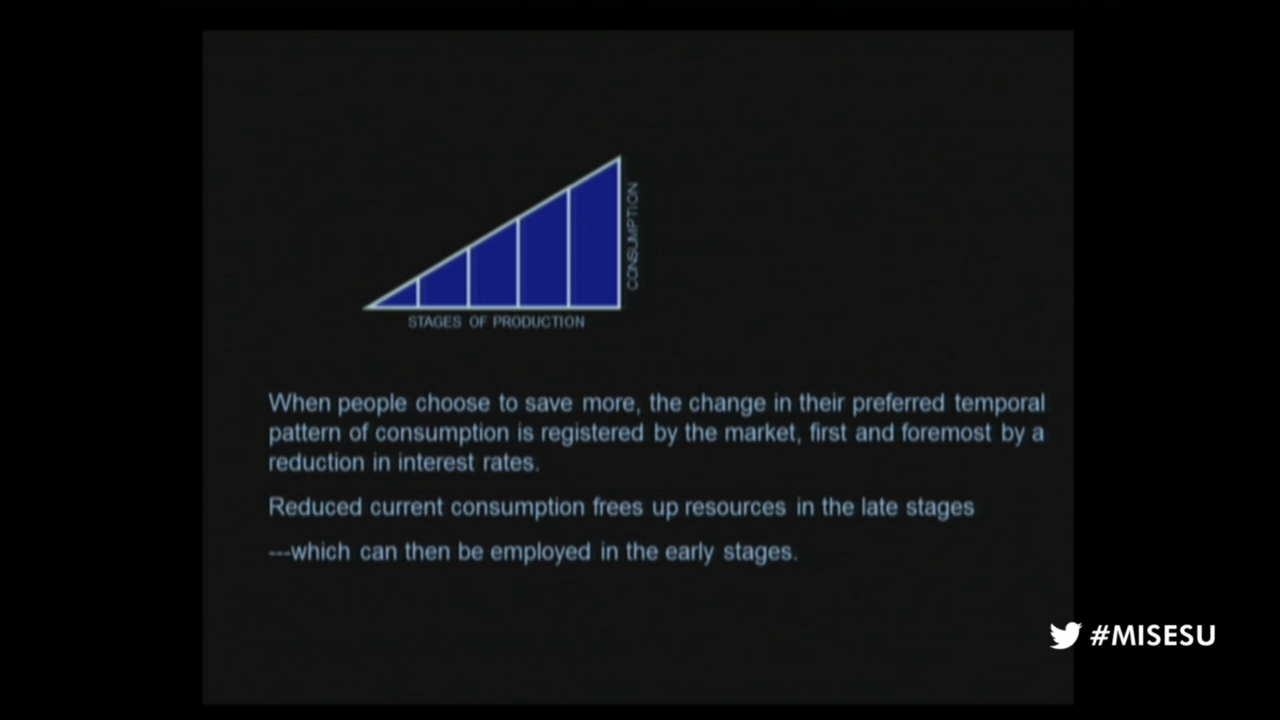 CONSUMPTION
STAGES OF PRODUCTION
When people choose to save more, the change in their preferred temporal
pattern of consumption is registered by the market, first and foremost by a
reduction in interest rates.
Reduced current consumption frees up resources in the late stages
---which can then be employed in the early stages.
#MISESU